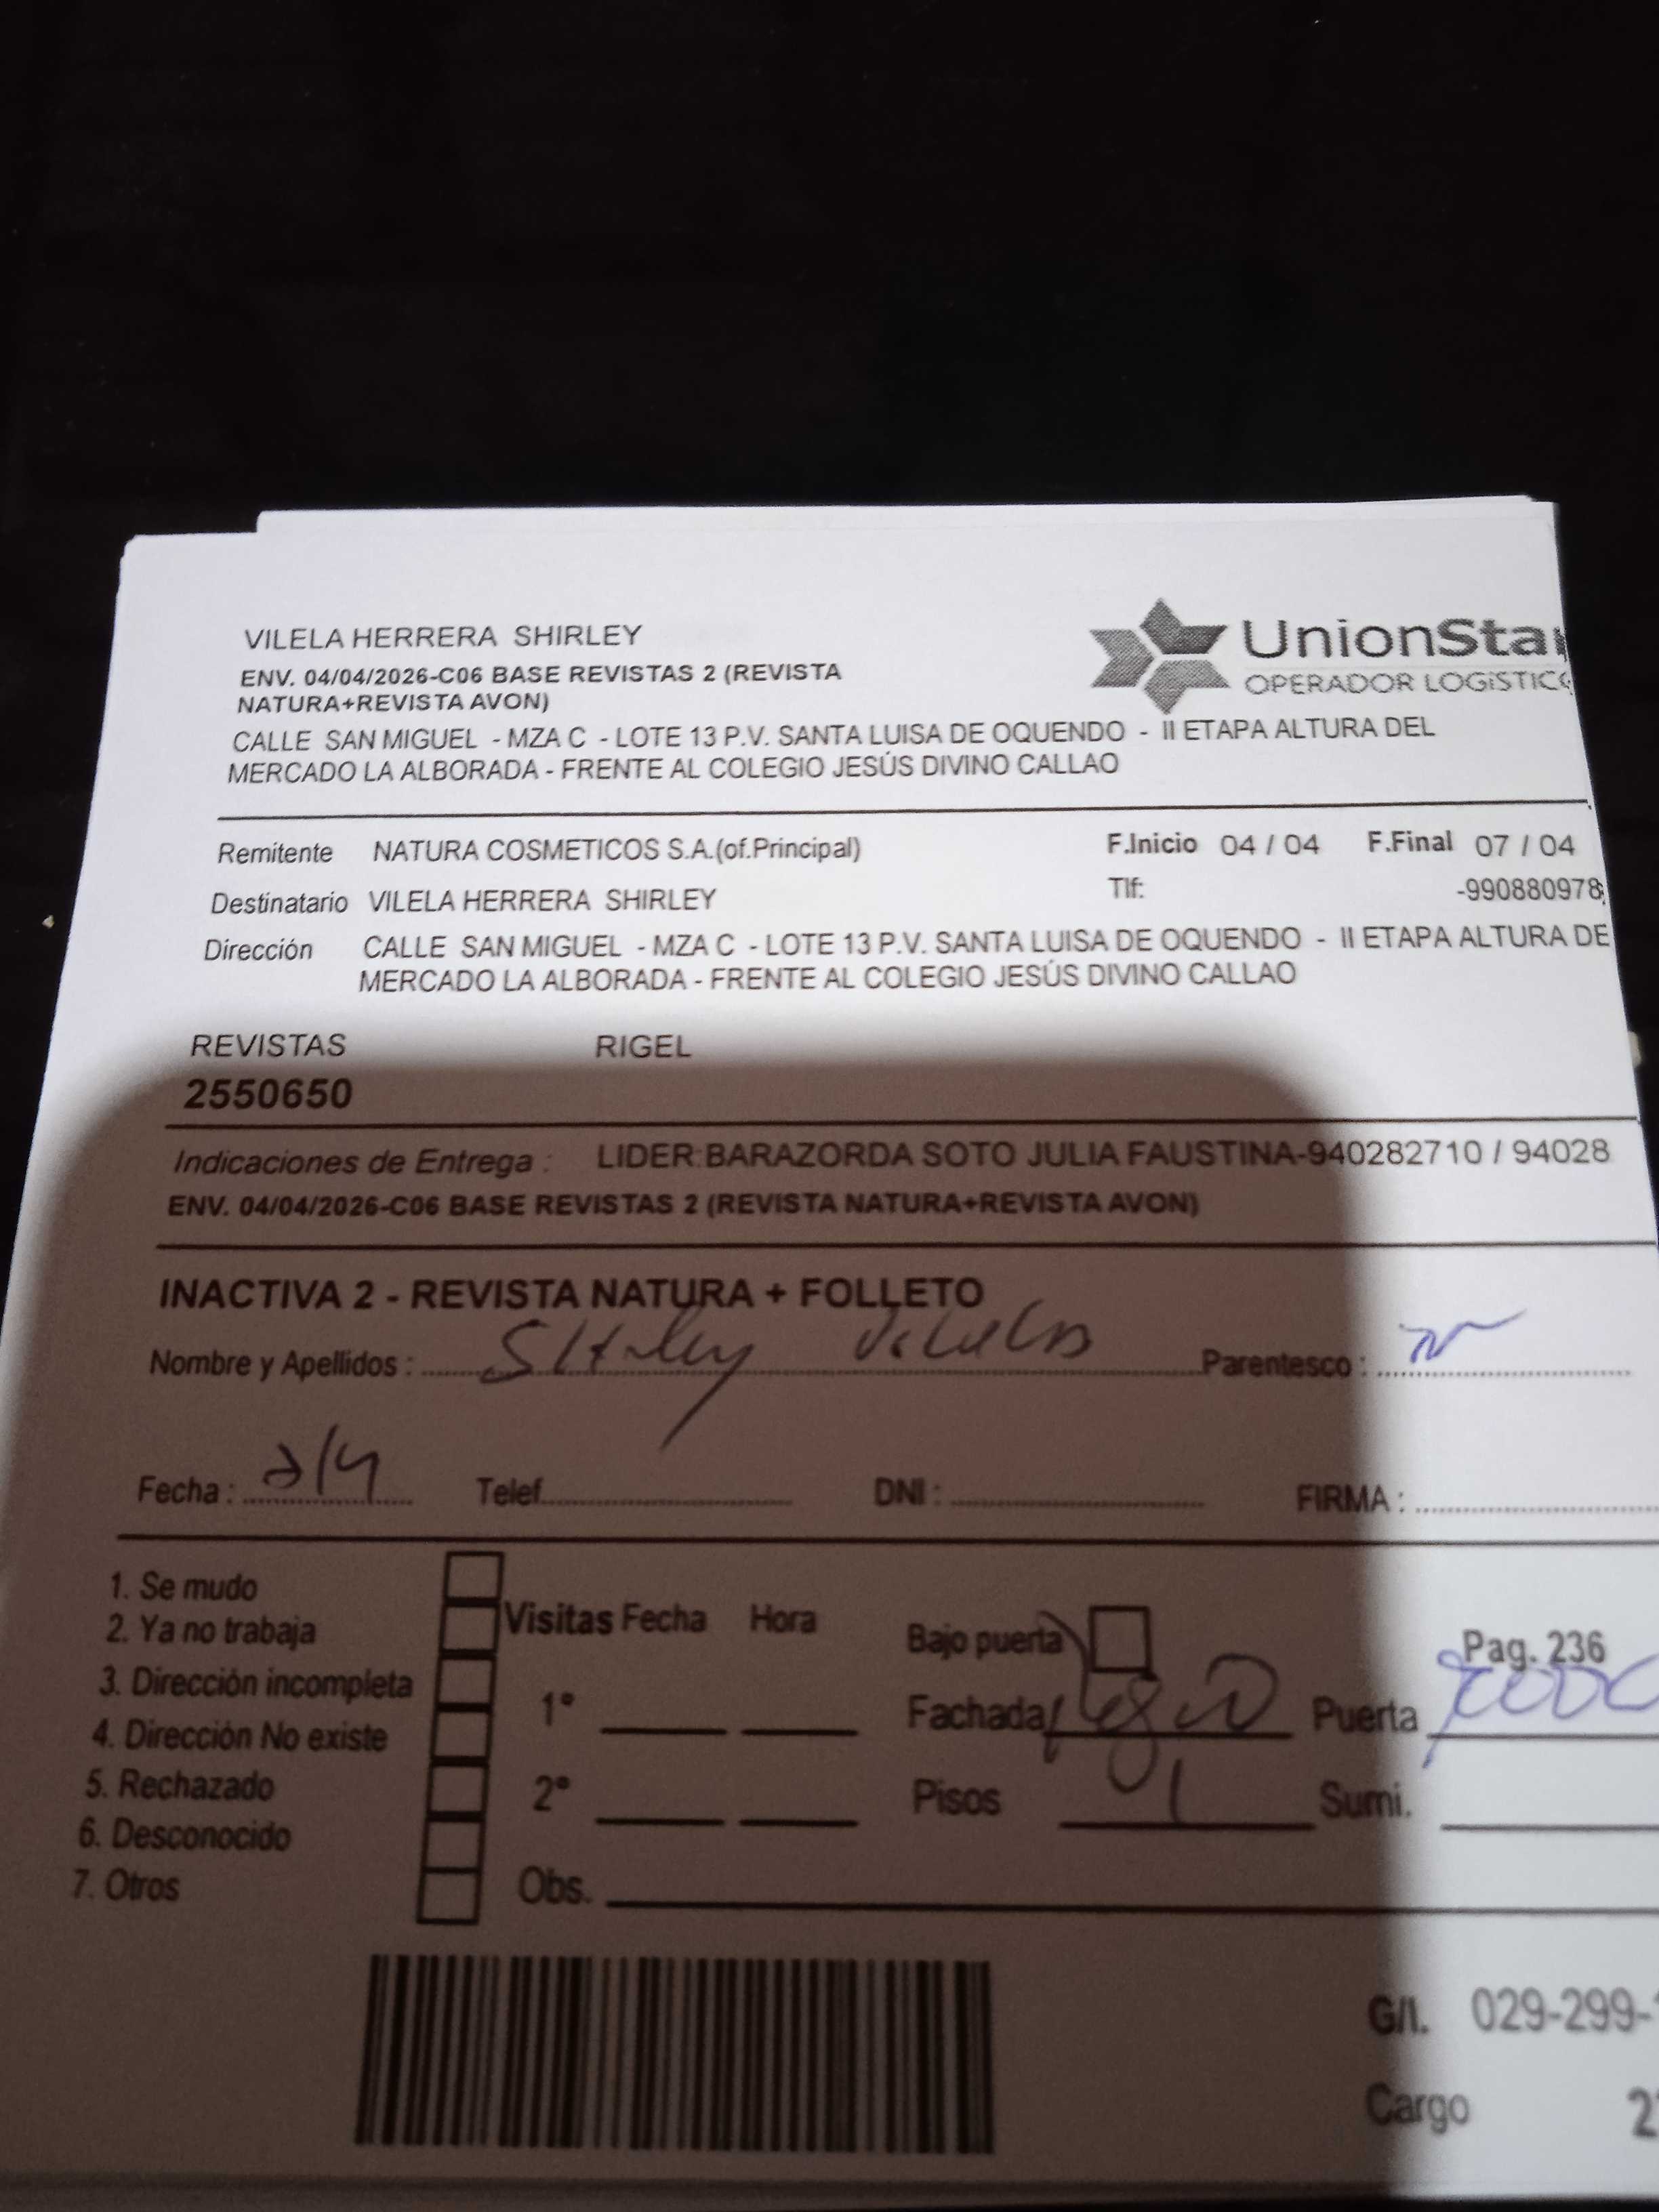 VILELA HERRERA SHIRLEY
UnionStar
OPERADOR LOGÍSTICO
ENV. 04/04/2026-C06 BASE REVISTAS 2 (REVISTA
NATURA+REVISTA AVON)
CALLE SAN MIGUEL - MZA C - LOTE 13 P.V. SANTA LUISA DE OQUENDO - II ETAPA ALTURA DEL
MERCADO LA ALBORADA - FRENTE AL COLEGIO JESÚS DIVINO CALLAO
Remitente NATURA COSMETICOS S.A.(of.Principal) F.Inicio 04 / 04 F.Final 07 / 04
Destinatario VILELA HERRERA SHIRLEY Tlf: -990880978
Dirección CALLE SAN MIGUEL - MZA C - LOTE 13 P.V. SANTA LUISA DE OQUENDO - II ETAPA ALTURA DE
MERCADO LA ALBORADA - FRENTE AL COLEGIO JESÚS DIVINO CALLAO
REVISTAS RIGEL
2550650
Indicaciones de Entrega : LIDER:BARAZORDA SOTO JULIA FAUSTINA-940282710 / 94028
ENV. 04/04/2026-C06 BASE REVISTAS 2 (REVISTA NATURA+REVISTA AVON)
INACTIVA 2 - REVISTA NATURA + FOLLETO
Nombre y Apellidos : Shirley Vilela Parentesco :
Fecha : Telef. DNI : FIRMA :
1. Se mudo
2. Ya no trabaja
3. Dirección incompleta
4. Dirección No existe
5. Rechazado
6. Desconocido
7. Otros
Visitas Fecha Hora
1°
2°
Obs.
Bajo puerta Pag. 236
Fachada Puerta
Pisos 1 Sumi.
G/I. 029-299-
Cargo 2